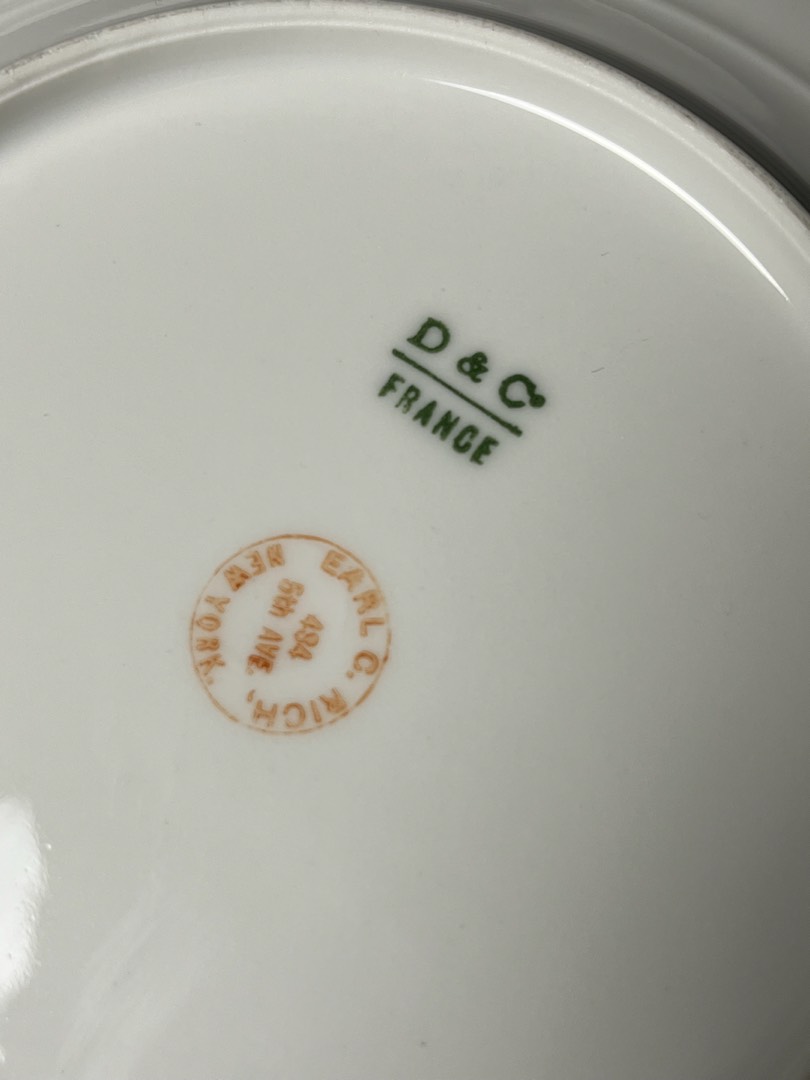 D & Co
FRANCE
EARL C. RICH,
NEW YORK.
494
5th AVE.